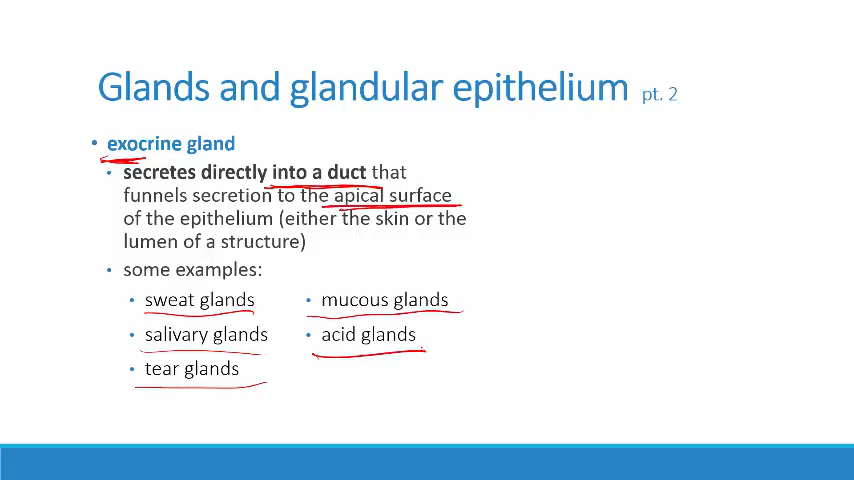 Glands and glandular epithelium pt. 2
• exocrine gland
• secretes directly into a duct that
funnels secretion to the apical surface
of the epithelium (either the skin or the
lumen of a structure)
• some examples:
• sweat glands
• salivary glands
• tear glands
• mucous glands
• acid glands